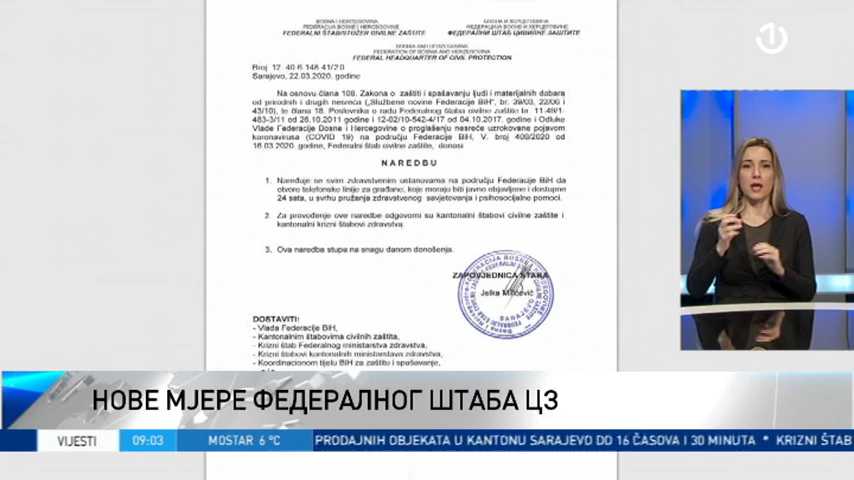 BOSNA I HERCEGOVINA
FEDERACIJA BOSNE I HERCEGOVINE
FEDERALNI ŠTAB/STOŽER CIVILNE ZAŠTITE
БОСНА И ХЕРЦЕГОВИНА
ФЕДЕРАЦИЈА БОСНЕ И ХЕРЦЕГОВИНЕ
ФЕДЕРАЛНИ ШТАБ ЦИВИЛНЕ ЗАШТИТЕ
BOSNIA AND HERZEGOVINA
FEDERATION OF BOSNIA AND HERZEGOVINA
FEDERAL HEADQUARTER OF CIVIL PROTECTION
Broj: 12-40-6-148-41/20
Sarajevo, 22.03.2020. godine
Na osnovu člana 108. Zakona o zaštiti i spašavanju ljudi i materijalnih dobara
od prirodnih i drugih nesreća („Službene novine Federacije BiH", br. 39/03, 22/06 i
43/10), te člana 18. Poslovnika o radu Federalnog štaba civilne zaštite br. 11-49/1-
483-3/11 od 26.10.2011 godine i 12-02/10-542-4/17 od 04.10.2017. godine i Odluke
Vlade Federacije Bosne i Hercegovine o proglašenju nesreće uzrokovane pojavom
koronavirusa (COVID 19) na području Federacije BiH, V. broj 408/2020 od
16.03.2020. godine, Federalni štab civilne zaštite, donosi
NAREDBU
1. Naređuje se svim zdravstvenim ustanovama na području Federacije BiH da
otvore telefonske linije za građane, koje moraju biti javno objavljene i dostupne
24 sata, u svrhu pružanja zdravstvenog savjetovanja i psihosocijalne pomoći.
2. Za provođenje ove naredbe odgovorni su kantonalni štabovi civilne zaštite i
kantonalni krizni štabovi zdravstva.
3. Ova naredba stupa na snagu danom donošenja.
ZAPOVJEDNICA ŠTABA
Jelka Milićević
DOSTAVITI:
- Vlada Federacije BiH,
- Kantonalnim štabovima civilnih zaštita,
- Krizni štab Federalnog ministarstva zdravstva,
- Krizni štabovi kantonalnih ministarstava zdravstva,
- Koordinacionom tijelu BIH za zaštitu i spašavanje,
НОВЕ МЈЕРЕ ФЕДЕРАЛНОГ ШТАБА ЦЗ
VIJESTI 09:03 MOSTAR 6 °C PRODAJNIH OBJEKATA U KANTONU SARAJEVO DO 16 ČASOVA I 30 MINUTA * KRIZNI ŠTAB